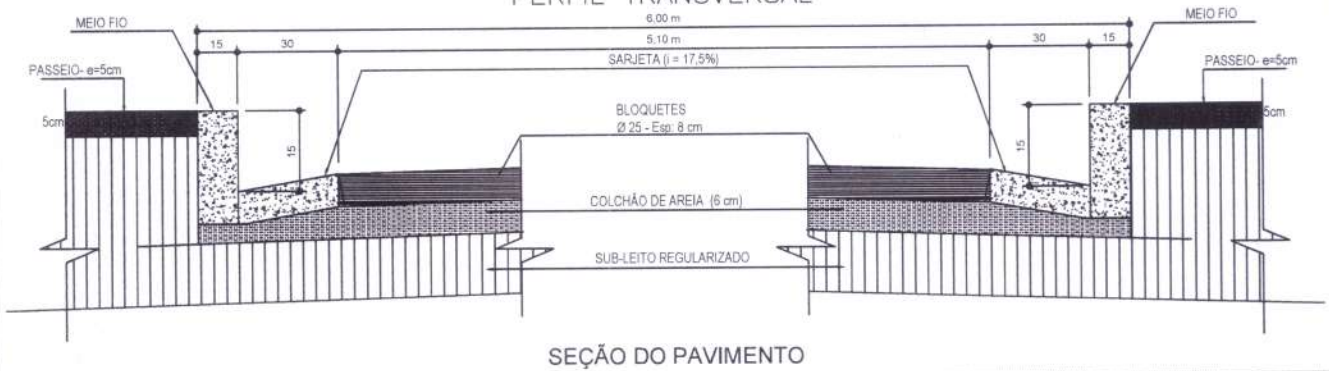 PERFIL TRANSVERSAL
MEIO FIO
6,00 m
MEIO FIO
15
30
5,10 m
30
15
SARJETA (i = 17,5%)
PASSEIO- e=5cm
PASSEIO- e=5cm
BLOQUETES
Ø 25 - Esp: 8 cm
5cm
5cm
15
15
COLCHÃO DE AREIA (6 cm)
SUB-LEITO REGULARIZADO
SEÇÃO DO PAVIMENTO